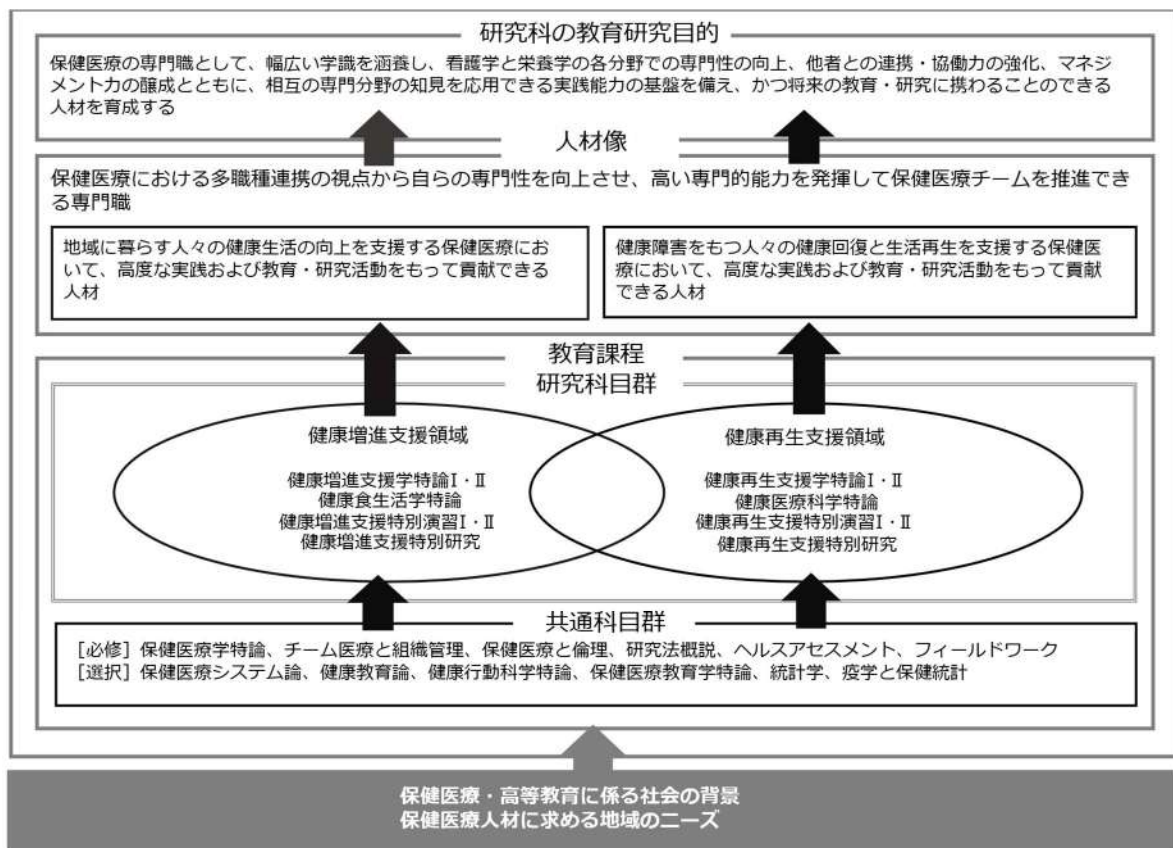 研究科の教育研究目的
保健医療の専門職として、幅広い学識を涵養し、看護学と栄養学の各分野での専門性の向上、他者との連携・協働力の強化、マネジ
メント力の醸成とともに、相互の専門分野の知見を応用できる実践能力の基盤を備え、かつ将来の教育・研究に携わることのできる
人材を育成する
人材像
保健医療における多職種連携の視点から自らの専門性を向上させ、高い専門的能力を発揮して保健医療チームを推進でき
る専門職
地域に暮らす人々の健康生活の向上を支援する保健医療にお
いて、高度な実践および教育・研究活動をもって貢献できる
人材
健康障害をもつ人々の健康回復と生活再生を支援する保健医
療において、高度な実践および教育・研究活動をもって貢献
できる人材
教育課程
研究科目群
健康増進支援領域
健康増進支援学特論Ⅰ・Ⅱ
健康食生活学特論
健康増進支援特別演習Ⅰ・Ⅱ
健康増進支援特別研究
健康再生支援領域
健康再生支援学特論Ⅰ・Ⅱ
健康医療科学特論
健康再生支援特別演習Ⅰ・Ⅱ
健康再生支援特別研究
共通科目群
［必修］保健医療学特論、チーム医療と組織管理、保健医療と倫理、研究法概説、ヘルスアセスメント、フィールドワーク
［選択］保健医療システム論、健康教育論、健康行動科学特論、保健医療教育学特論、統計学、疫学と保健統計
保健医療・高等教育に係る社会の背景
保健医療人材に求める地域のニーズ